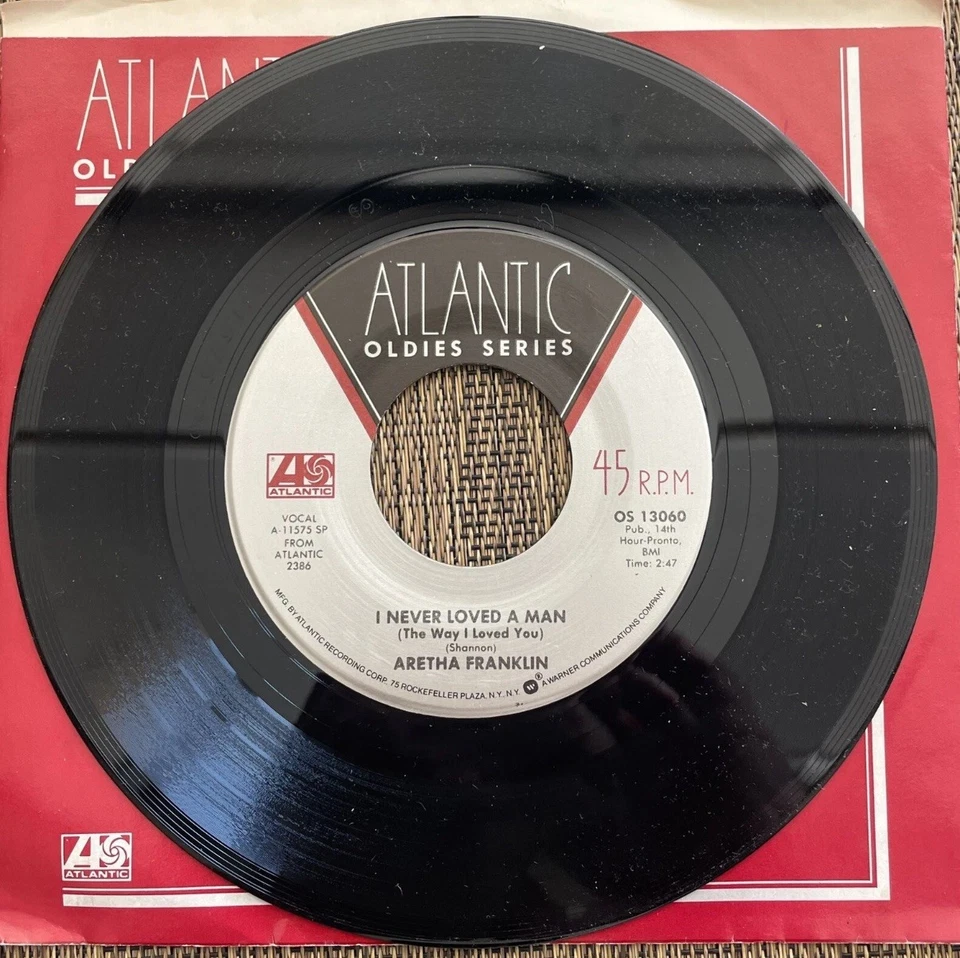 ATLANTIC
OLDIES SERIES
ATLANTIC
45 R.P.M.
VOCAL
A-11575 SP
FROM
ATLANTIC
2386
OS 13060
Pub., 14th
Hour-Pronto,
BMI
Time: 2:47
I NEVER LOVED A MAN
(The Way I Loved You)
(Shannon)
ARETHA FRANKLIN
MFG. BY ATLANTIC RECORDING CORP. 75 ROCKEFELLER PLAZA, N.Y. N.Y. ® A WARNER COMMUNICATIONS COMPANY
ATLANT
OLD
ATLANTIC